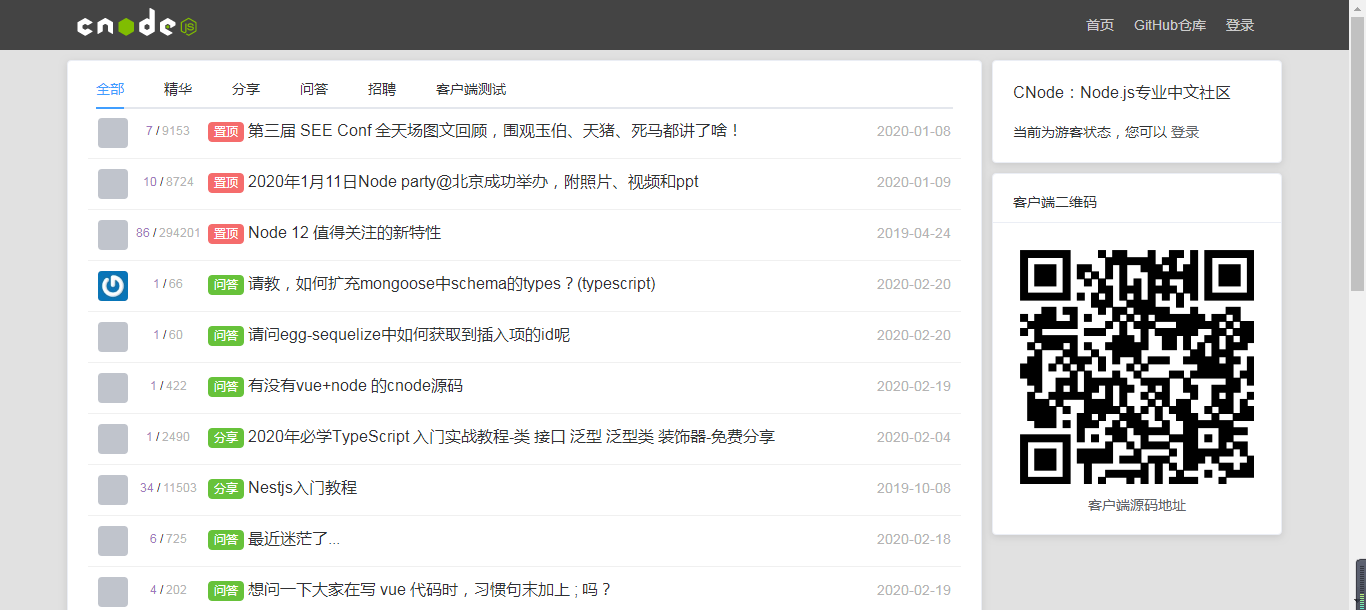 cnodejs
首页 GitHub仓库 登录
全部 精华 分享 问答 招聘 客户端测试
7 / 9153 置顶 第三届 SEE Conf 全天场图文回顾，围观玉伯、天猪、死马都讲了啥！ 2020-01-08
10 / 8724 置顶 2020年1月11日Node party@北京成功举办，附照片、视频和ppt 2020-01-09
86 / 294201 置顶 Node 12 值得关注的新特性 2019-04-24
1 / 66 问答 请教，如何扩充mongoose中schema的types？(typescript) 2020-02-20
1 / 60 问答 请问egg-sequelize中如何获取到插入项的id呢 2020-02-20
1 / 422 问答 有没有vue+node 的cnode源码 2020-02-19
1 / 2490 分享 2020年必学TypeScript 入门实战教程-类 接口 泛型 泛型类 装饰器-免费分享 2020-02-04
34 / 11503 分享 Nestjs入门教程 2019-10-08
6 / 725 问答 最近迷茫了... 2020-02-18
4 / 202 问答 想问一下大家在写 vue 代码时，习惯句末加上 ; 吗？ 2020-02-19
CNode：Node.js专业中文社区
当前为游客状态，您可以 登录
客户端二维码
客户端源码地址